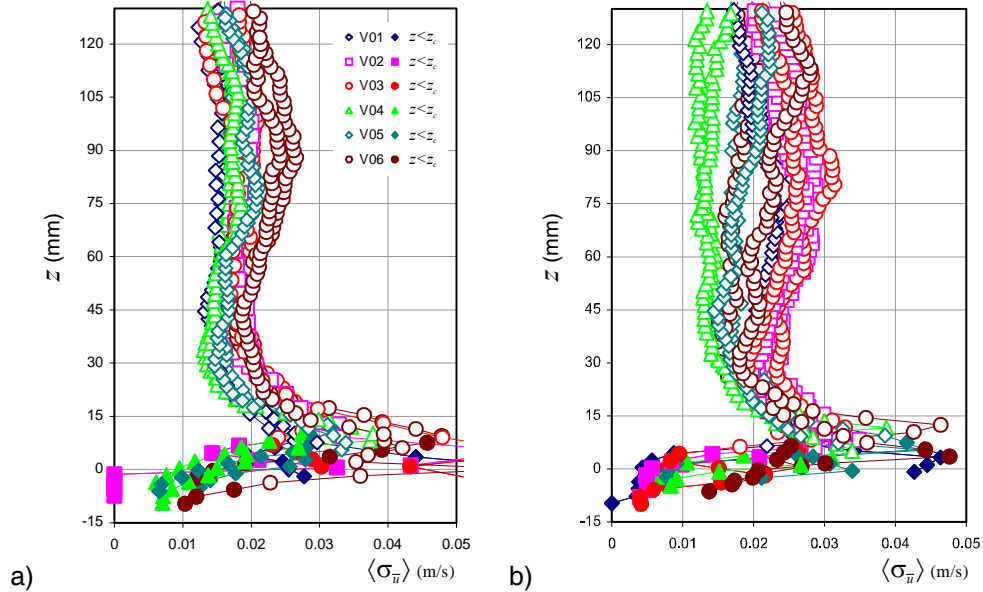 130
120
105
90
75
60
45
30
15
0
-15
z (mm)
V01 z<z_c
V02 z<z_c
V03 z<z_c
V04 z<z_c
V05 z<z_c
V06 z<z_c
0 0.01 0.02 0.03 0.04 0.05
⟨σ_ū⟩ (m/s)
a)
120
105
90
75
60
45
30
15
0
-15
z (mm)
0 0.01 0.02 0.03 0.04 0.05
⟨σ_ū⟩ (m/s)
b)